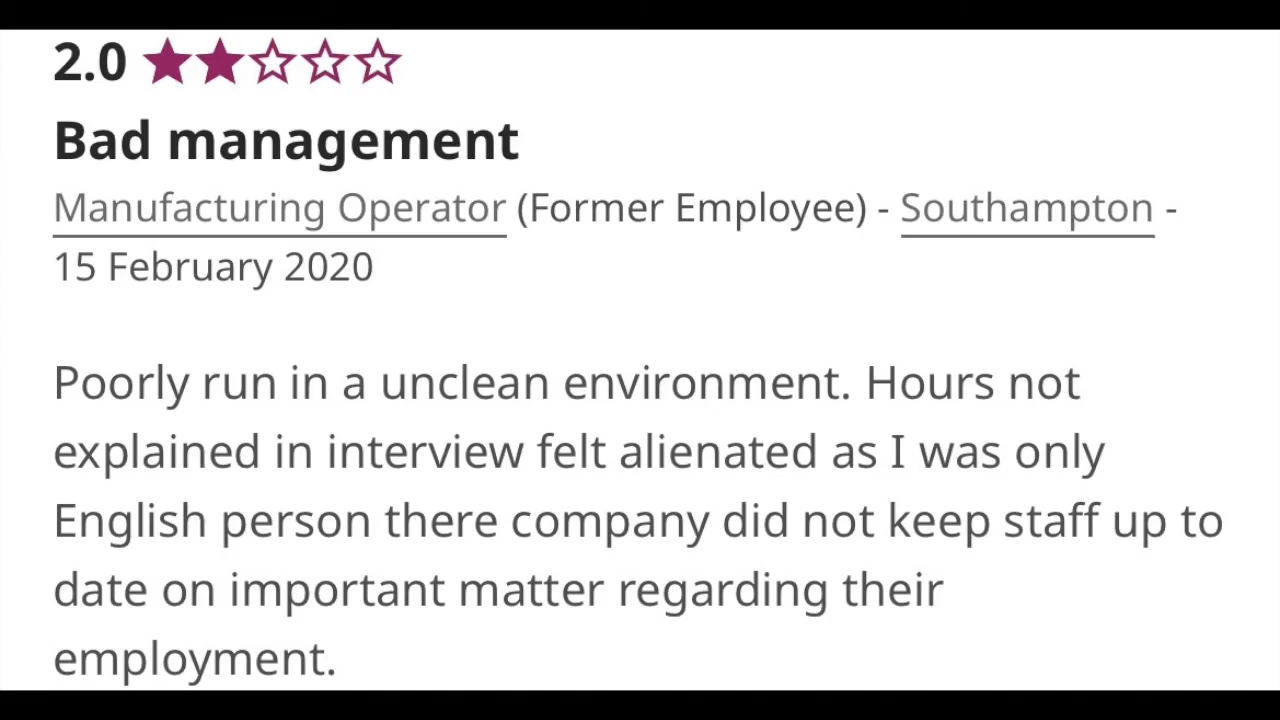 2.0
Bad management
Manufacturing Operator (Former Employee) - Southampton -
15 February 2020
Poorly run in a unclean environment. Hours not
explained in interview felt alienated as I was only
English person there company did not keep staff up to
date on important matter regarding their
employment.